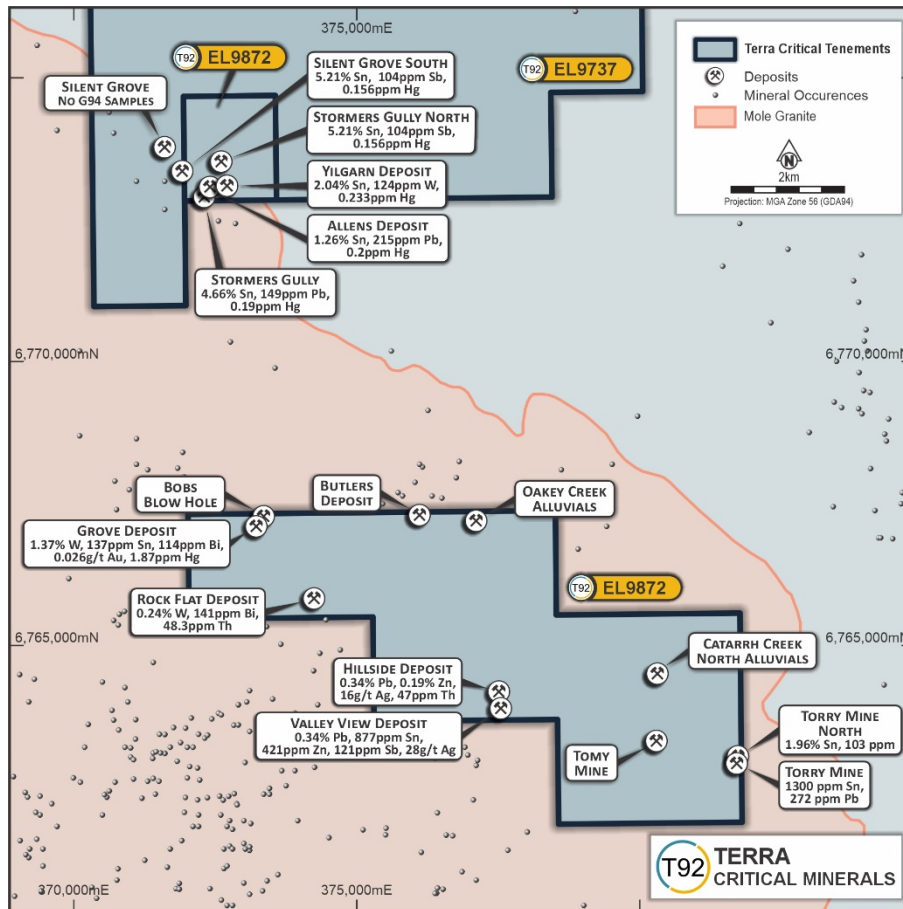 375,000mE
T92 EL9872
T92 EL9737
Terra Critical Tenements
Deposits
Mineral Occurences
Mole Granite
N
2km
Projection: MGA Zone 56 (GDA94)
SILENT GROVE
NO G94 SAMPLES
SILENT GROVE SOUTH
5.21% Sn, 104ppm Sb,
0.156ppm Hg
STORMERS GULLY NORTH
5.21% Sn, 104ppm Sb,
0.156ppm Hg
YILGARN DEPOSIT
2.04% Sn, 124ppm W,
0.233ppm Hg
ALLENS DEPOSIT
1.26% Sn, 215ppm Pb,
0.2ppm Hg
STORMERS GULLY
4.66% Sn, 149ppm Pb,
0.19ppm Hg
6,770,000mN
6,770,000mN
BOBS
BLOW HOLE
BUTLERS
DEPOSIT
OAKEY CREEK
ALLUVIALS
GROVE DEPOSIT
1.37% W, 137ppm Sn, 114ppm Bi,
0.026g/t Au, 1.87ppm Hg
ROCK FLAT DEPOSIT
0.24% W, 141ppm Bi,
48.3ppm Th
T92 EL9872
6,765,000mN
6,765,000mN
CATARRH CREEK
NORTH ALLUVIALS
HILLSIDE DEPOSIT
0.34% Pb, 0.19% Zn,
16g/t Ag, 47ppm Th
VALLEY VIEW DEPOSIT
0.34% Pb, 877ppm Sn,
421ppm Zn, 121ppm Sb, 28g/t Ag
TOMY
MINE
TORRY MINE
NORTH
1.96% Sn, 103 ppm
TORRY MINE
1300 ppm Sn,
272 ppm Pb
370,000mE
375,000mE
T92 TERRA
CRITICAL MINERALS